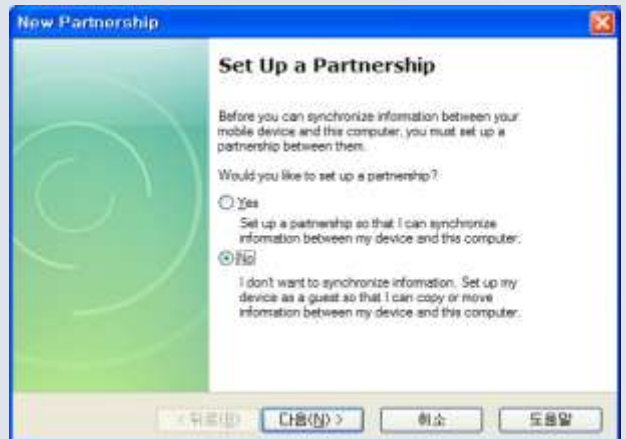 New Partnership
Set Up a Partnership
Before you can synchronize information between your
mobile device and this computer, you must set up a
partnership between them.
Would you like to set up a partnership?
Yes
Set up a partnership so that I can synchronize
information between my device and this computer.
No
I don't want to synchronize information. Set up my
device as a guest so that I can copy or move
information between my device and this computer.
< 뒤로(B) 다음(N) > 취소 도움말